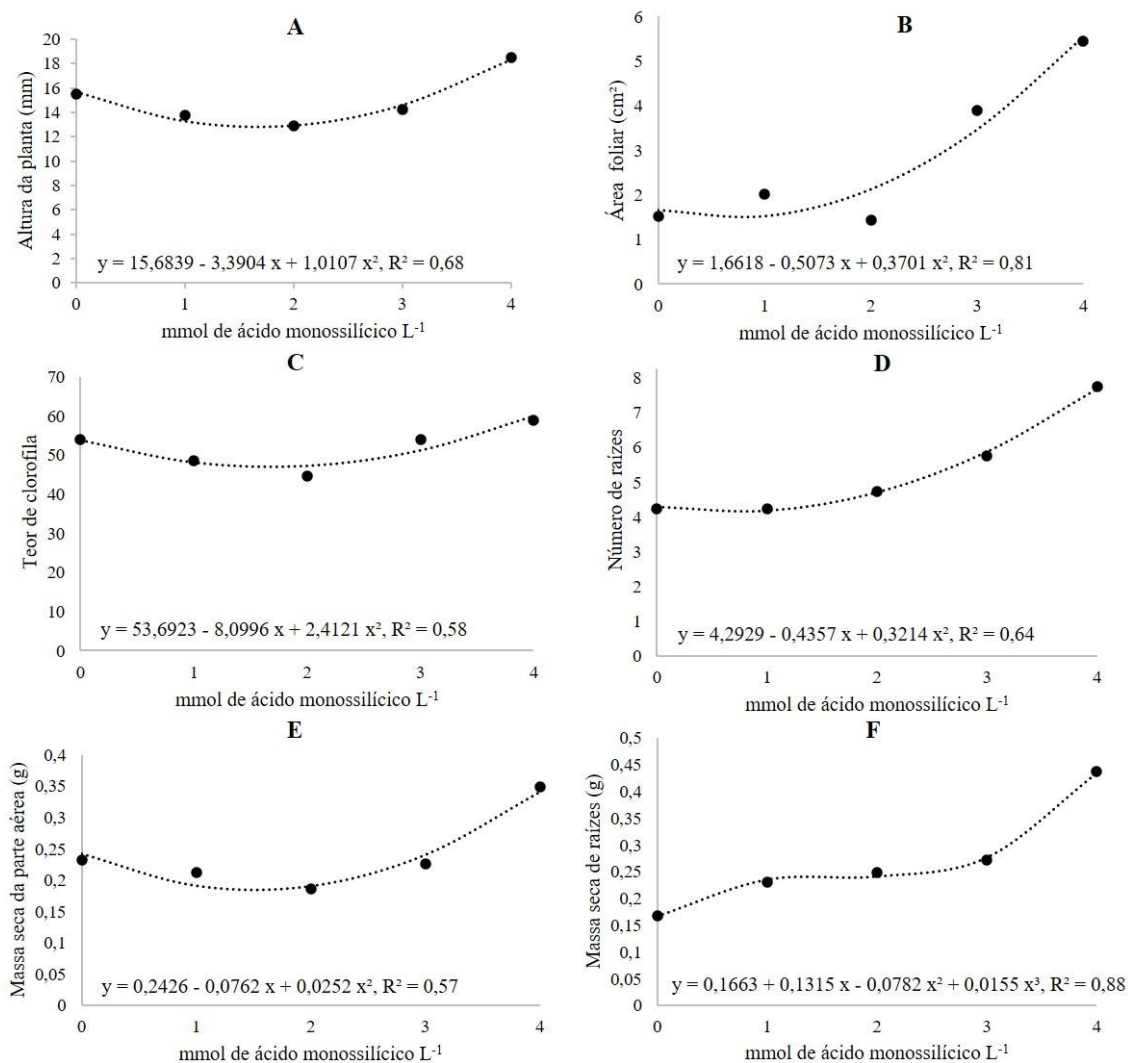 A
Altura da planta (mm)
20
18
16
14
12
10
8
6
4
2
0
y = 15,6839 - 3,3904 x + 1,0107 x², R² = 0,68
0 1 2 3 4
mmol de ácido monossilícico L⁻¹
B
Área foliar (cm²)
6
5
4
3
2
1
0
y = 1,6618 - 0,5073 x + 0,3701 x², R² = 0,81
0 1 2 3 4
mmol de ácido monossilícico L⁻¹
C
Teor de clorofila
70
60
50
40
30
20
10
0
y = 53,6923 - 8,0996 x + 2,4121 x², R² = 0,58
0 1 2 3 4
mmol de ácido monossilícico L⁻¹
D
Número de raízes
8
7
6
5
4
3
2
1
0
y = 4,2929 - 0,4357 x + 0,3214 x², R² = 0,64
0 1 2 3 4
mmol de ácido monossilícico L⁻¹
E
Massa seca da parte aérea (g)
0,4
0,35
0,3
0,25
0,2
0,15
0,1
0,05
0
y = 0,2426 - 0,0762 x + 0,0252 x², R² = 0,57
0 1 2 3 4
mmol de ácido monossilícico L⁻¹
F
Massa seca de raízes (g)
0,5
0,45
0,4
0,35
0,3
0,25
0,2
0,15
0,1
0,05
0
y = 0,1663 + 0,1315 x - 0,0782 x² + 0,0155 x³, R² = 0,88
0 1 2 3 4
mmol de ácido monossilícico L⁻¹